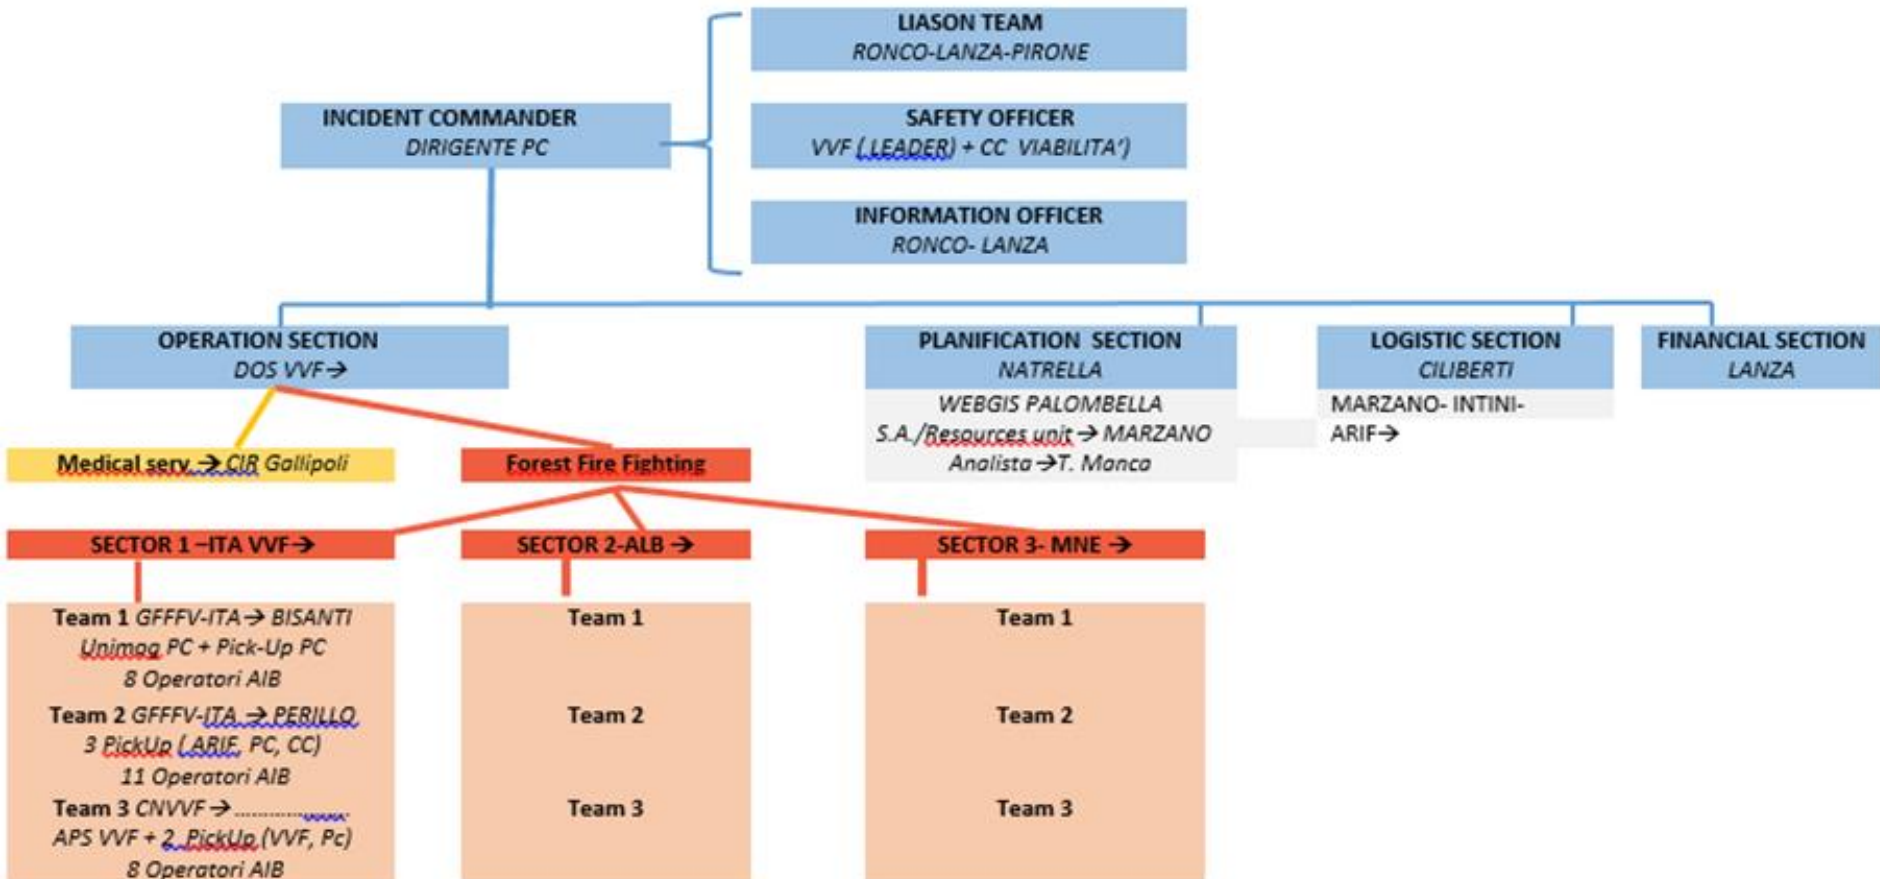 LIASON TEAM
RONCO-LANZA-PIRONE
INCIDENT COMMANDER
DIRIGENTE PC
SAFETY OFFICER
VVF ( LEADER) + CC  VIABILITA’)
INFORMATION OFFICER
RONCO- LANZA
OPERATION SECTION
DOS VVF→
PLANIFICATION  SECTION
NATRELLA
WEBGIS PALOMBELLA
S.A./Resources unit → MARZANO
Analista →T. Manca
LOGISTIC SECTION
CILIBERTI
MARZANO- INTINI-
ARIF→
FINANCIAL SECTION
LANZA
Medical serv. → CIR Gallipoli
Forest Fire Fighting
SECTOR 1 –ITA VVF→
SECTOR 2-ALB →
SECTOR 3- MNE →
Team 1 GFFFV-ITA→ BISANTI
Unimog PC + Pick-Up PC
8 Operatori AIB
Team 2 GFFFV-ITA → PERILLO
3 PickUp ( ARIF, PC, CC)
11 Operatori AIB
Team 3 CNVVF → ......................
APS VVF + 2  PickUp (VVF, Pc)
8 Operatori AIB
Team 1
Team 2
Team 3
Team 1
Team 2
Team 3